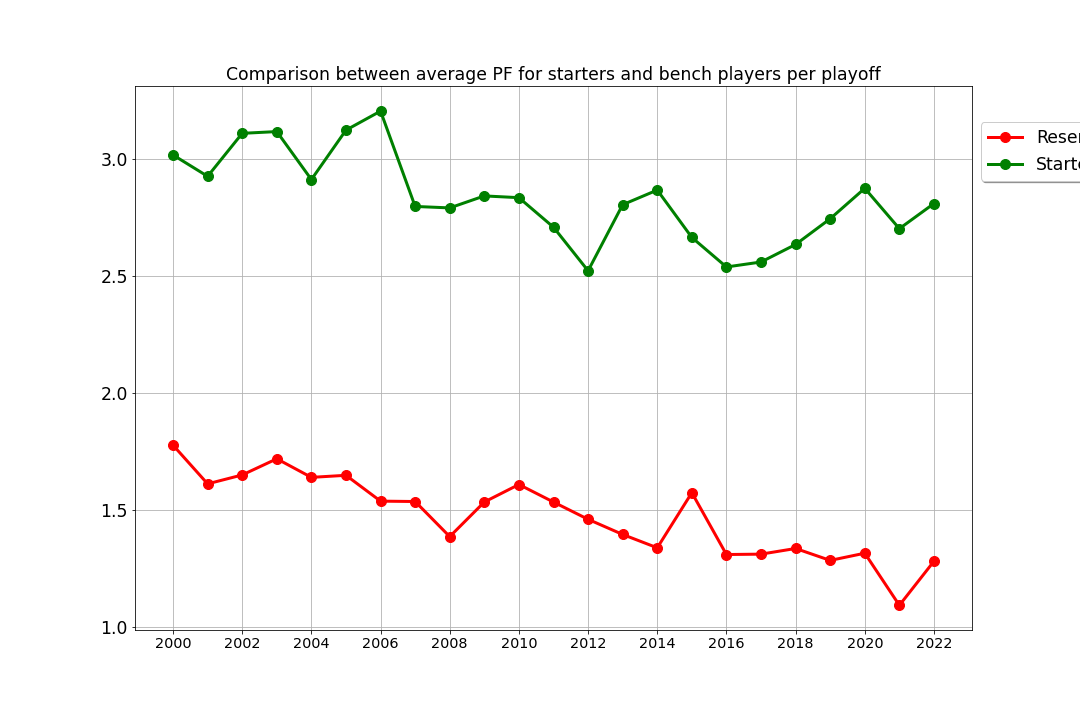 Comparison between average PF for starters and bench players per playoff
Reser
Starte
3.0
2.5
2.0
1.5
1.0
2000 2002 2004 2006 2008 2010 2012 2014 2016 2018 2020 2022